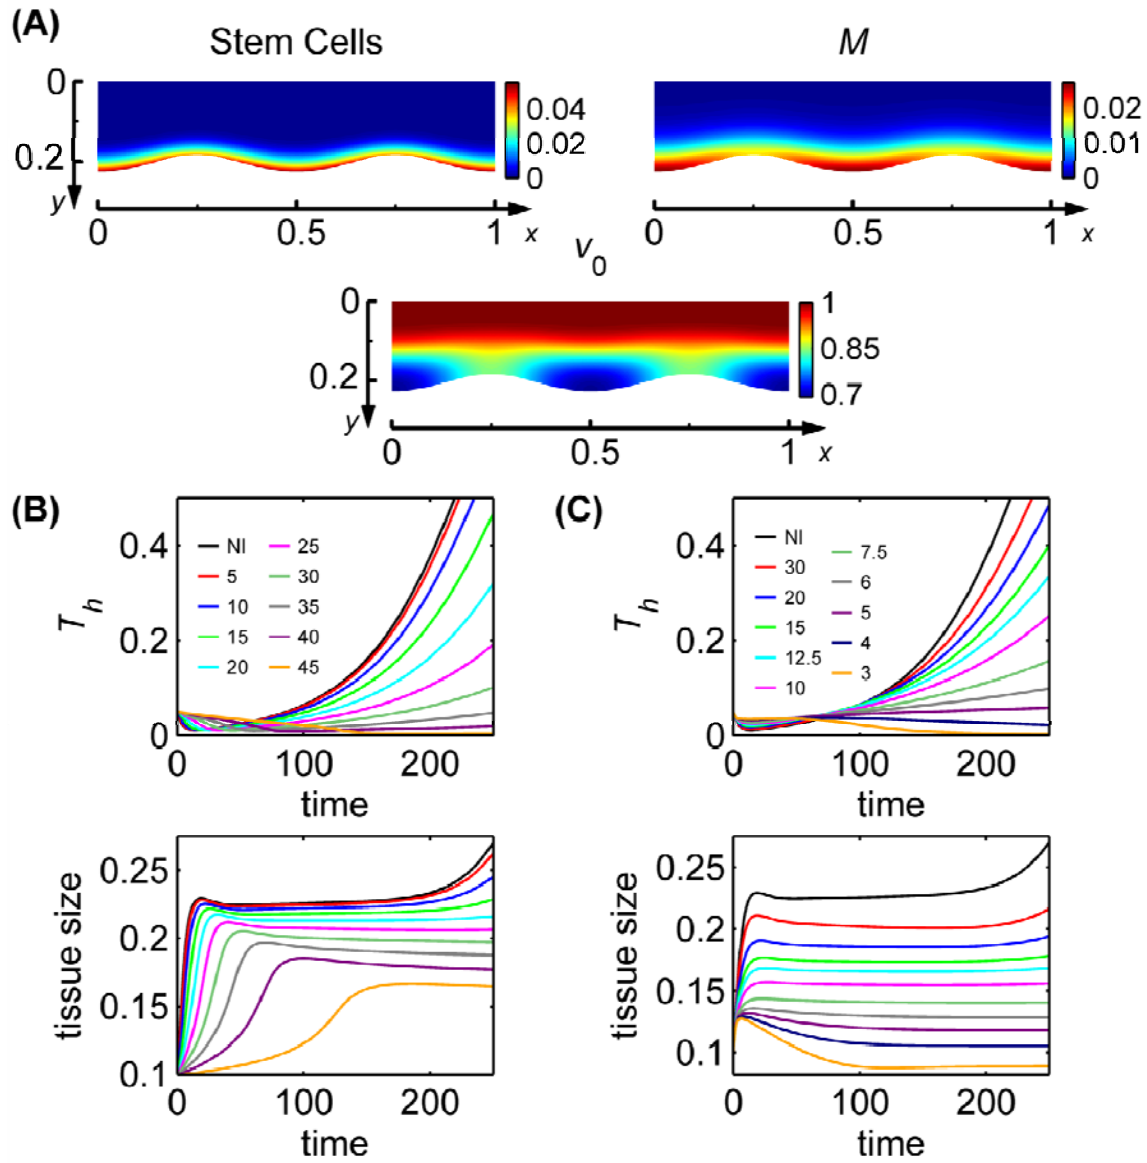 (A)
Stem Cells
M
0
0.2
y
0.04
0.02
0
0 0.5 1 x
0.02
0.01
0
0 0.5 1 x
v0
0
0.2
y
1
0.85
0.7
0 0.5 1 x
(B)
0.4
0.2
0
Th
NI 25
5 30
10 35
15 40
20 45
0 100 200
time
0.25
0.2
0.15
0.1
tissue size
0 100 200
time
(C)
0.4
0.2
0
Th
NI
30
20
15
12.5
10
7.5
6
5
4
3
0 100 200
time
0.25
0.2
0.15
0.1
tissue size
0 100 200
time